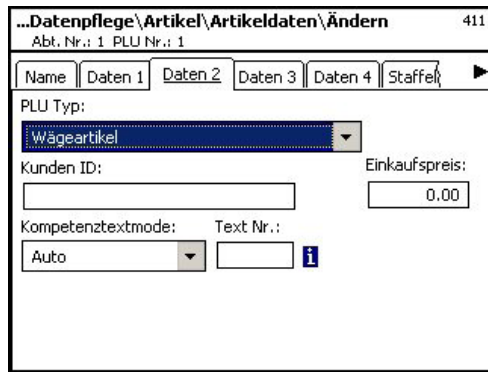 ...Datenpflege\Artikel\Artikeldaten\Ändern 411
Abt. Nr.: 1 PLU Nr.: 1
Name Daten 1 Daten 2 Daten 3 Daten 4 Staffel
PLU Typ:
Wägeartikel
Kunden ID: Einkaufspreis:
0.00
Kompetenztextmode: Text Nr.:
Auto i